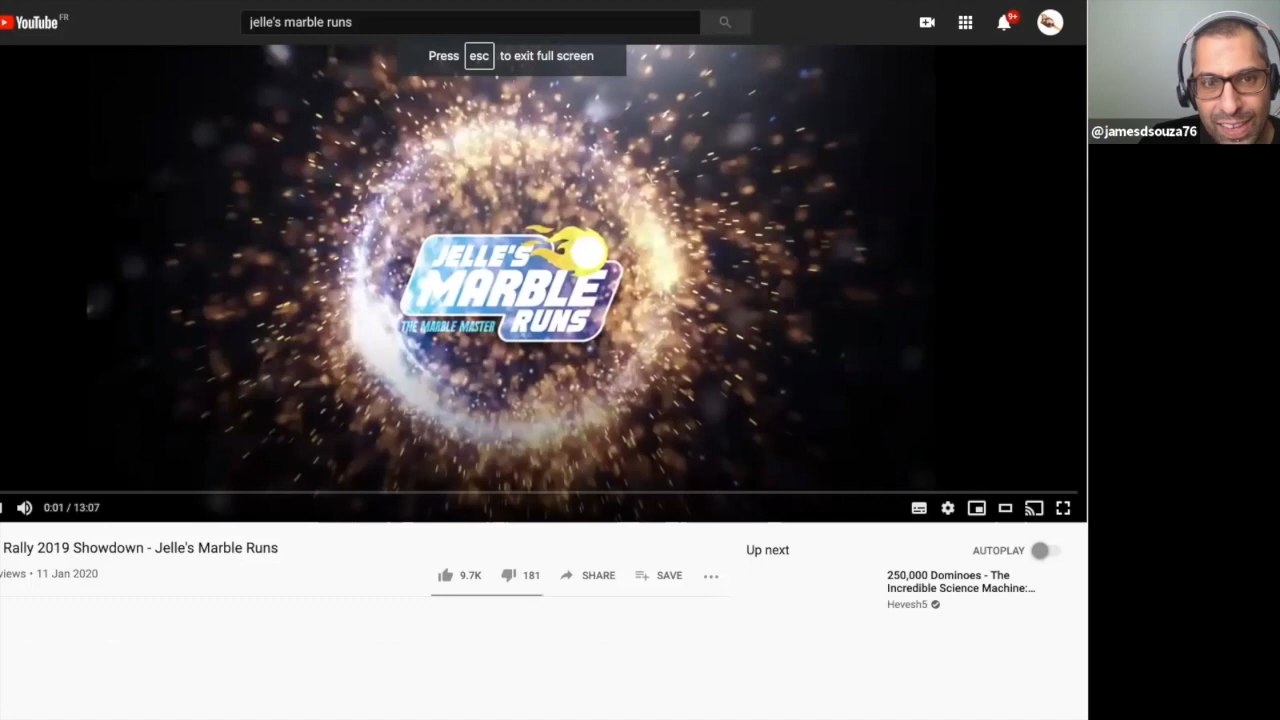 YouTube FR
jelle's marble runs
9+
Press esc to exit full screen
@jamesdsouza76
JELLE'S
MARBLE
THE MARBLE MASTER RUNS
0:01 / 13:07
Rally 2019 Showdown - Jelle's Marble Runs
views • 11 Jan 2020
9.7K 181 SHARE SAVE
Up next
AUTOPLAY
250,000 Dominoes - The
Incredible Science Machine:...
Hevesh5